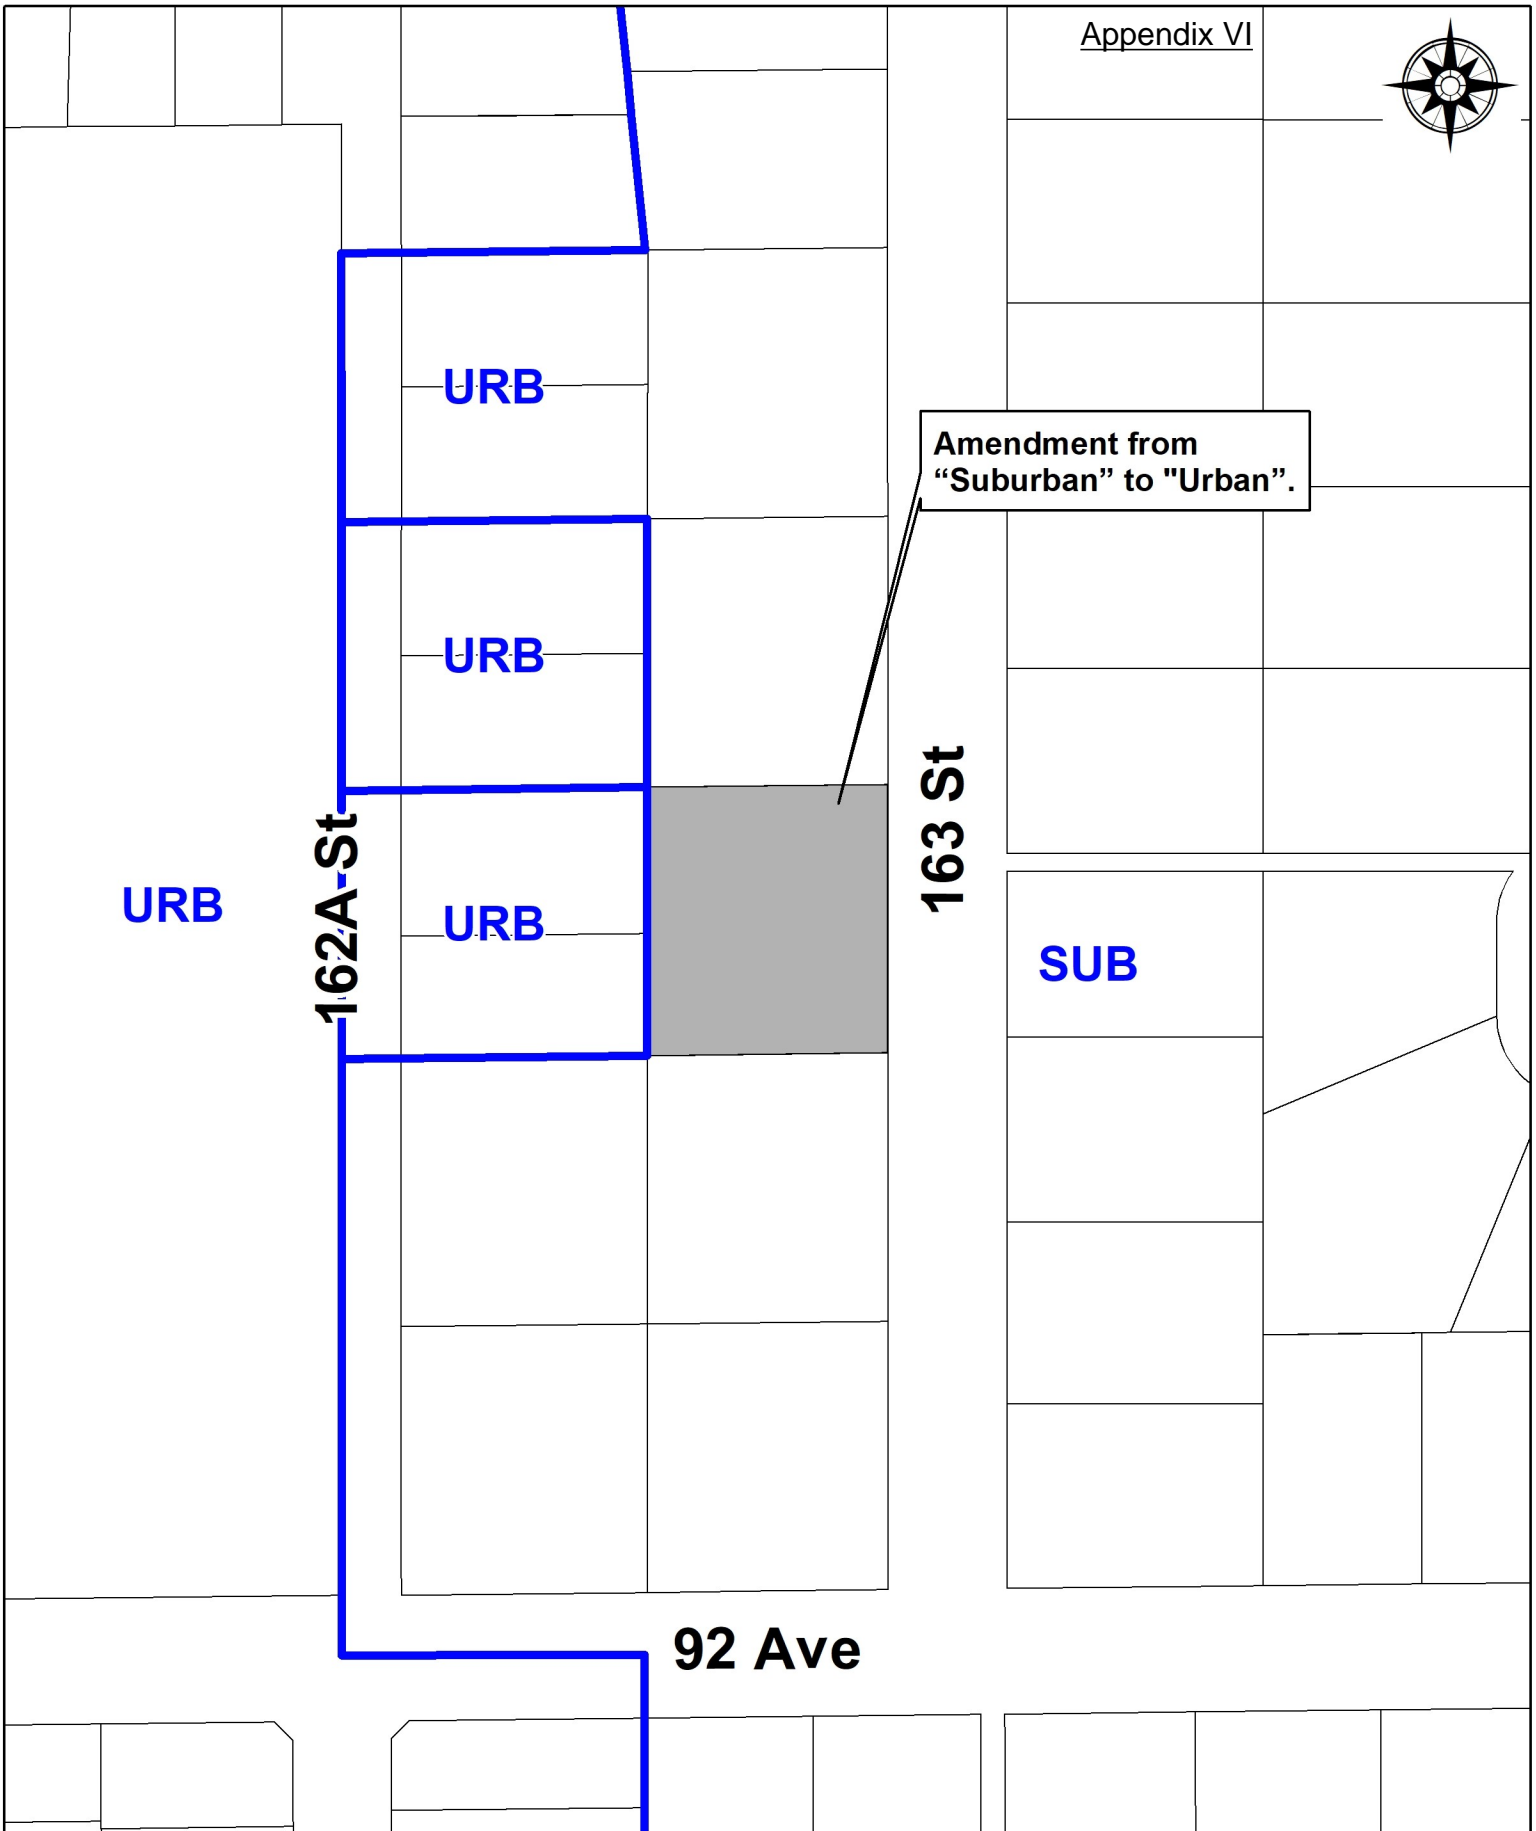 Appendix VI
URB
Amendment from
“Suburban” to "Urban”.
URB
163 St
162A St
URB
URB
SUB
92 Ave